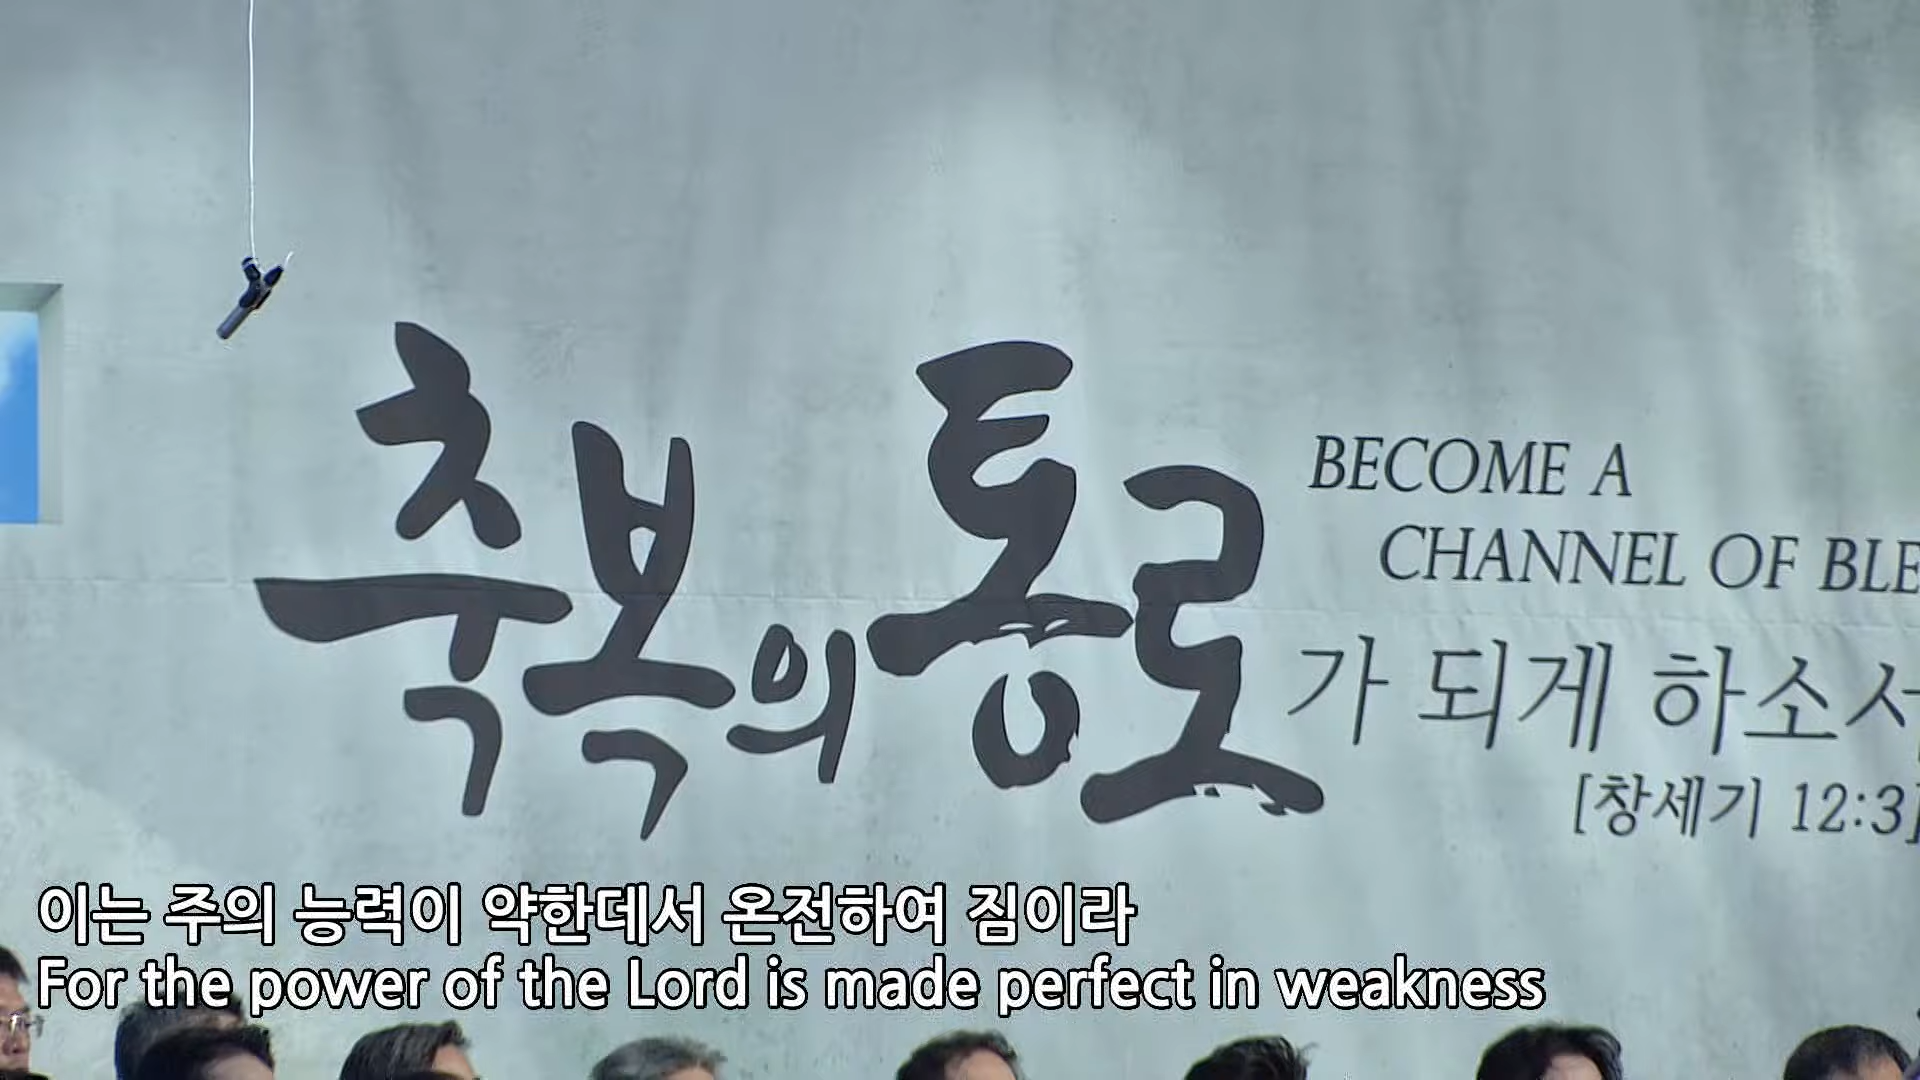 축복의 통로
BECOME A
CHANNEL OF BLE
가 되게 하소서
[창세기 12:3]
이는 주의 능력이 약한데서 온전하여 짐이라
For the power of the Lord is made perfect in weakness